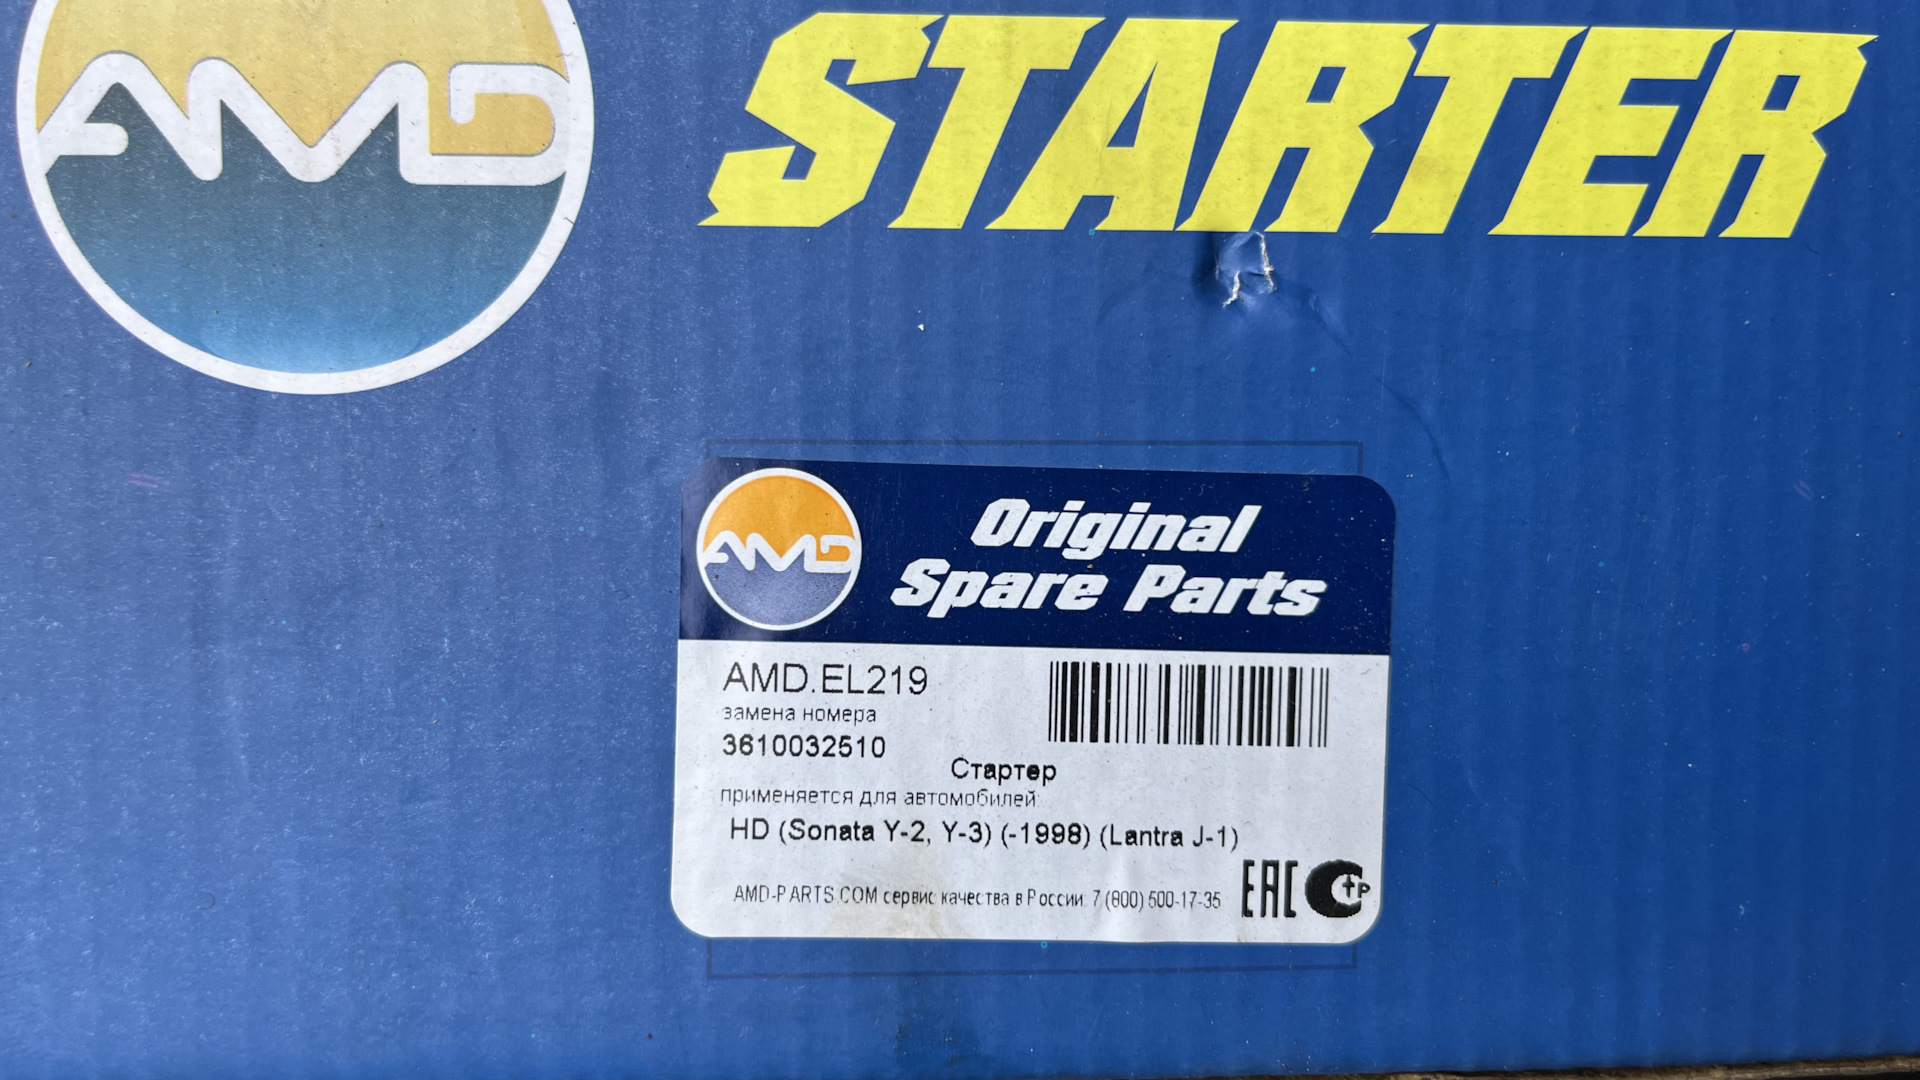 AMD
STARTER
AMD
Original
Spare Parts
AMD.EL219
замена номера
3610032510
Стартер
применяется для автомобилей:
HD (Sonata Y-2, Y-3) (-1998) (Lantra J-1)
AMD-PARTS.COM сервис качества в России: 7 (800) 500-17-35
EAC